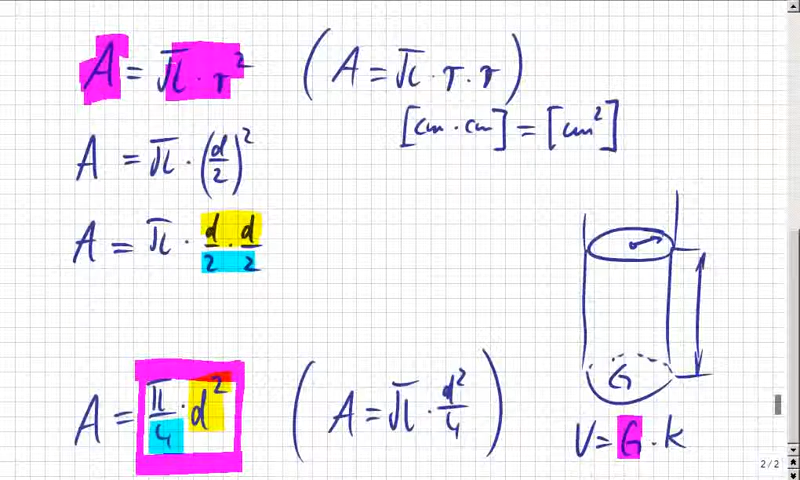 A = π · r² (A = π · r · r)
[cm · cm] = [cm²]
A = π · (d/2)²
A = π · d/2 · d/2
G
A = π/4 · d² (A = π · d²/4)
V = G · K
2/2